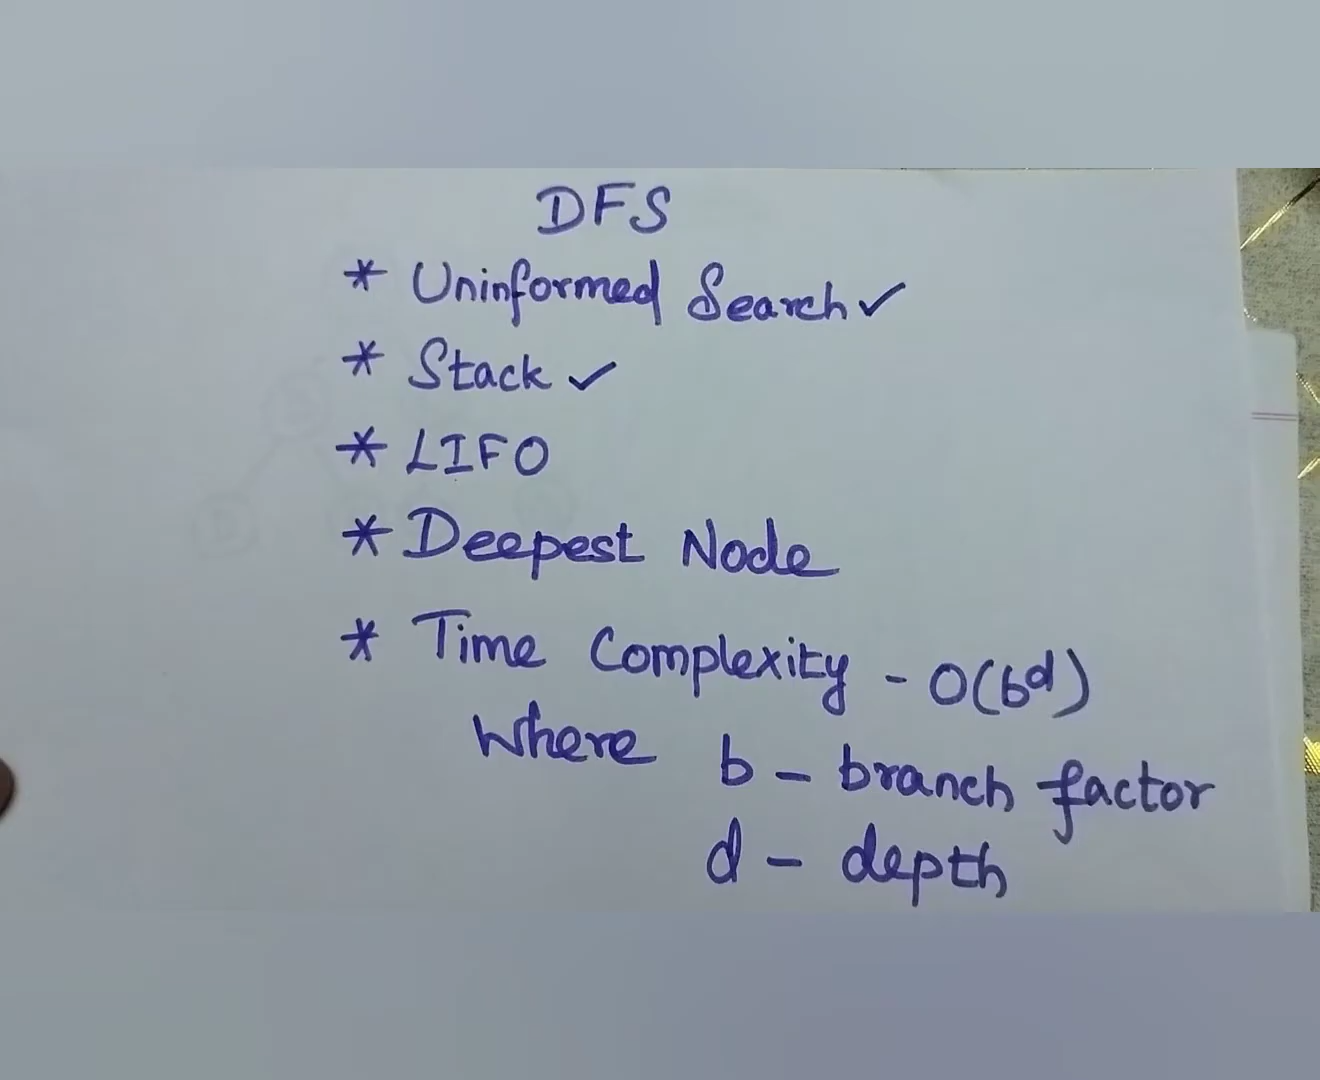 DFS
* Uninformed Search ✓
* Stack ✓
* LIFO
* Deepest Node
* Time Complexity - O(b^d)
Where b - branch factor
d - depth